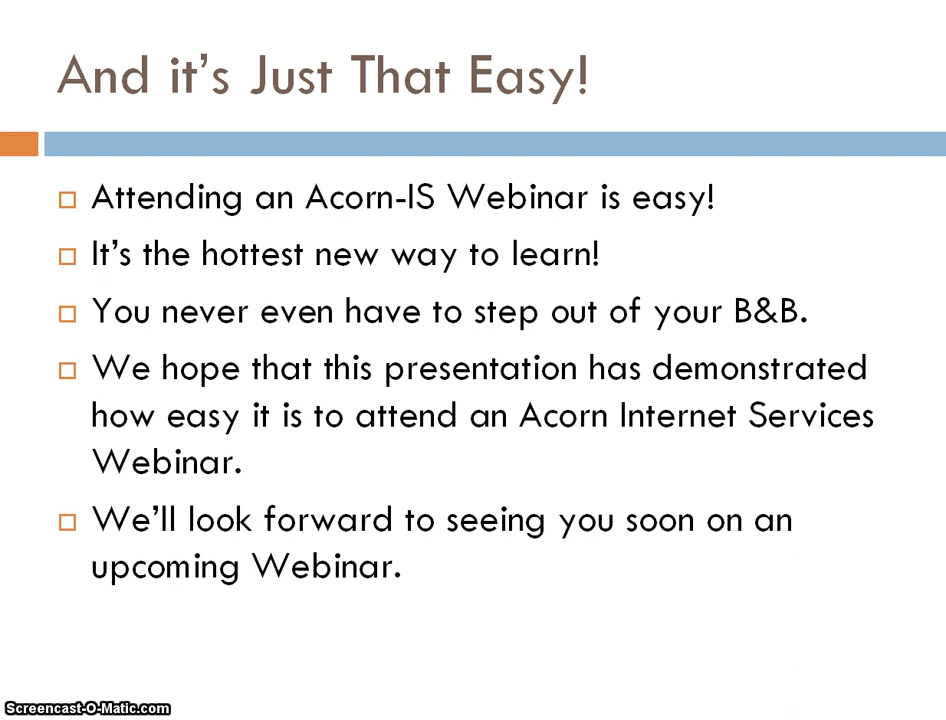 And it’s Just That Easy!
Attending an Acorn-IS Webinar is easy!
It’s the hottest new way to learn!
You never even have to step out of your B&B.
We hope that this presentation has demonstrated
how easy it is to attend an Acorn Internet Services
Webinar.
We’ll look forward to seeing you soon on an
upcoming Webinar.
Screencast-O-Matic.com